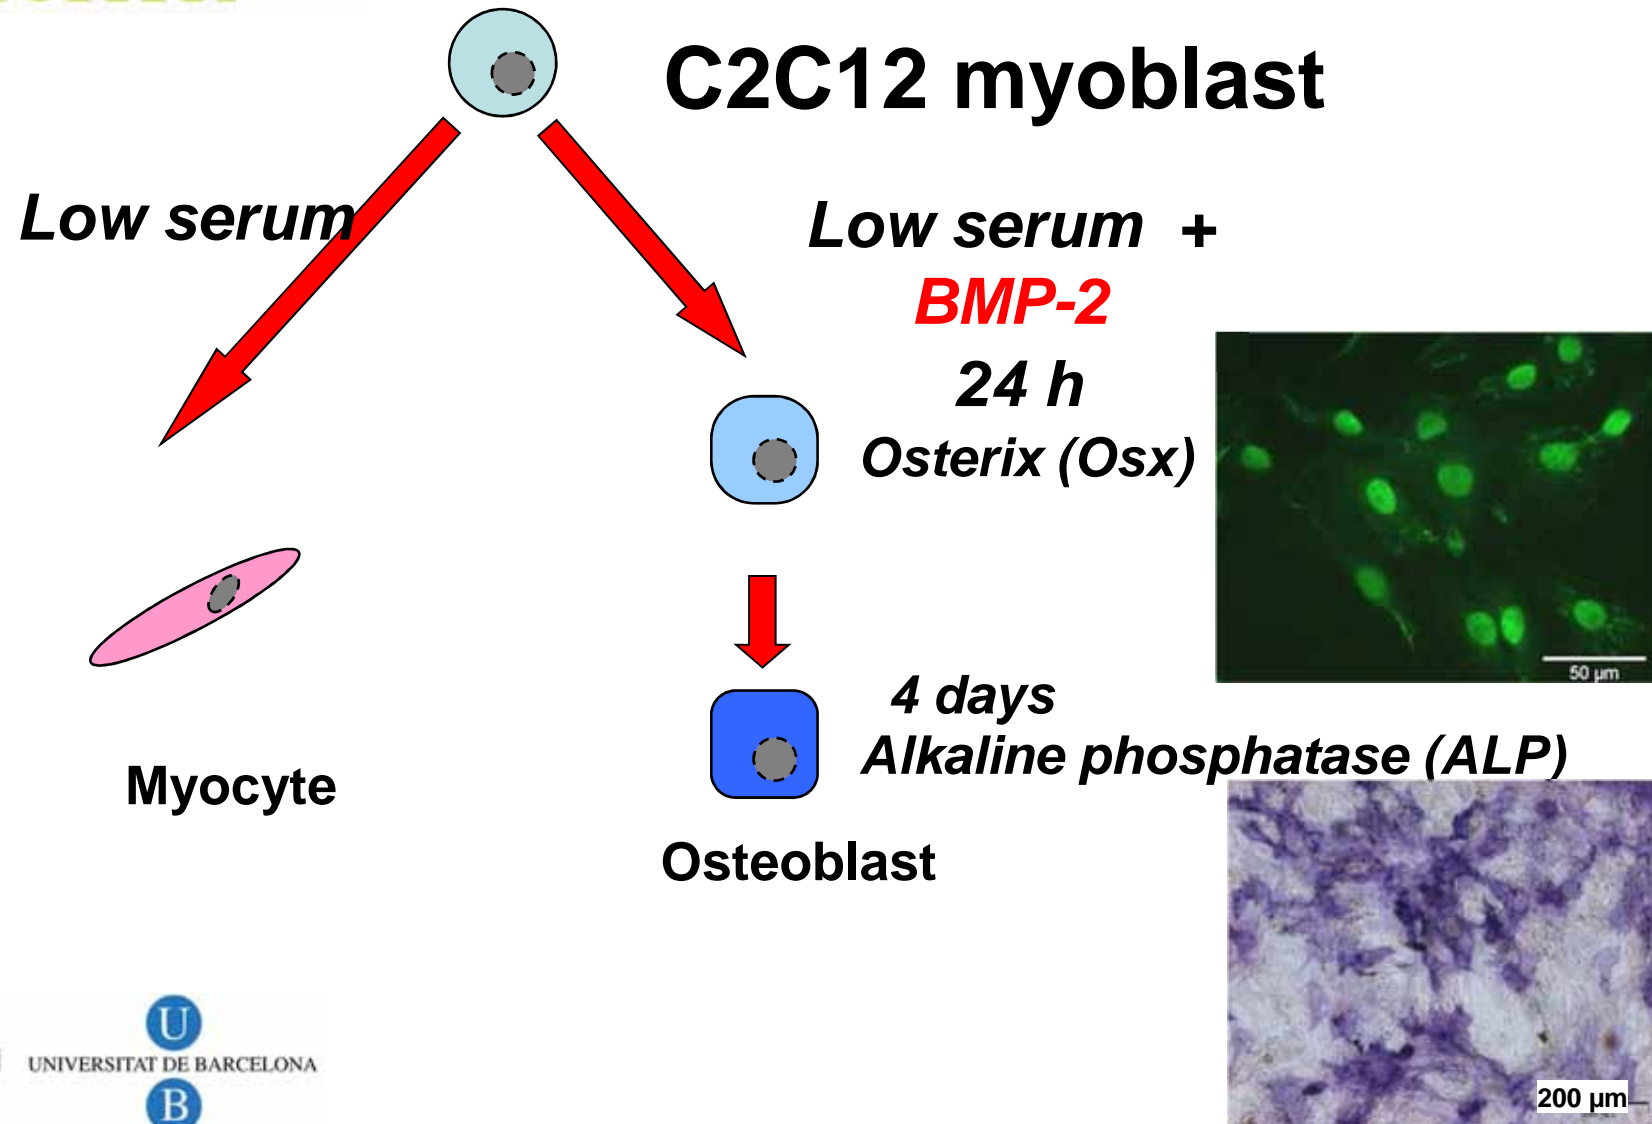 C2C12 myoblast
Low serum
Low serum +
BMP-2
24 h
Osterix (Osx)
50 µm
4 days
Alkaline phosphatase (ALP)
Myocyte
Osteoblast
U
UNIVERSITAT DE BARCELONA
B
200 µm